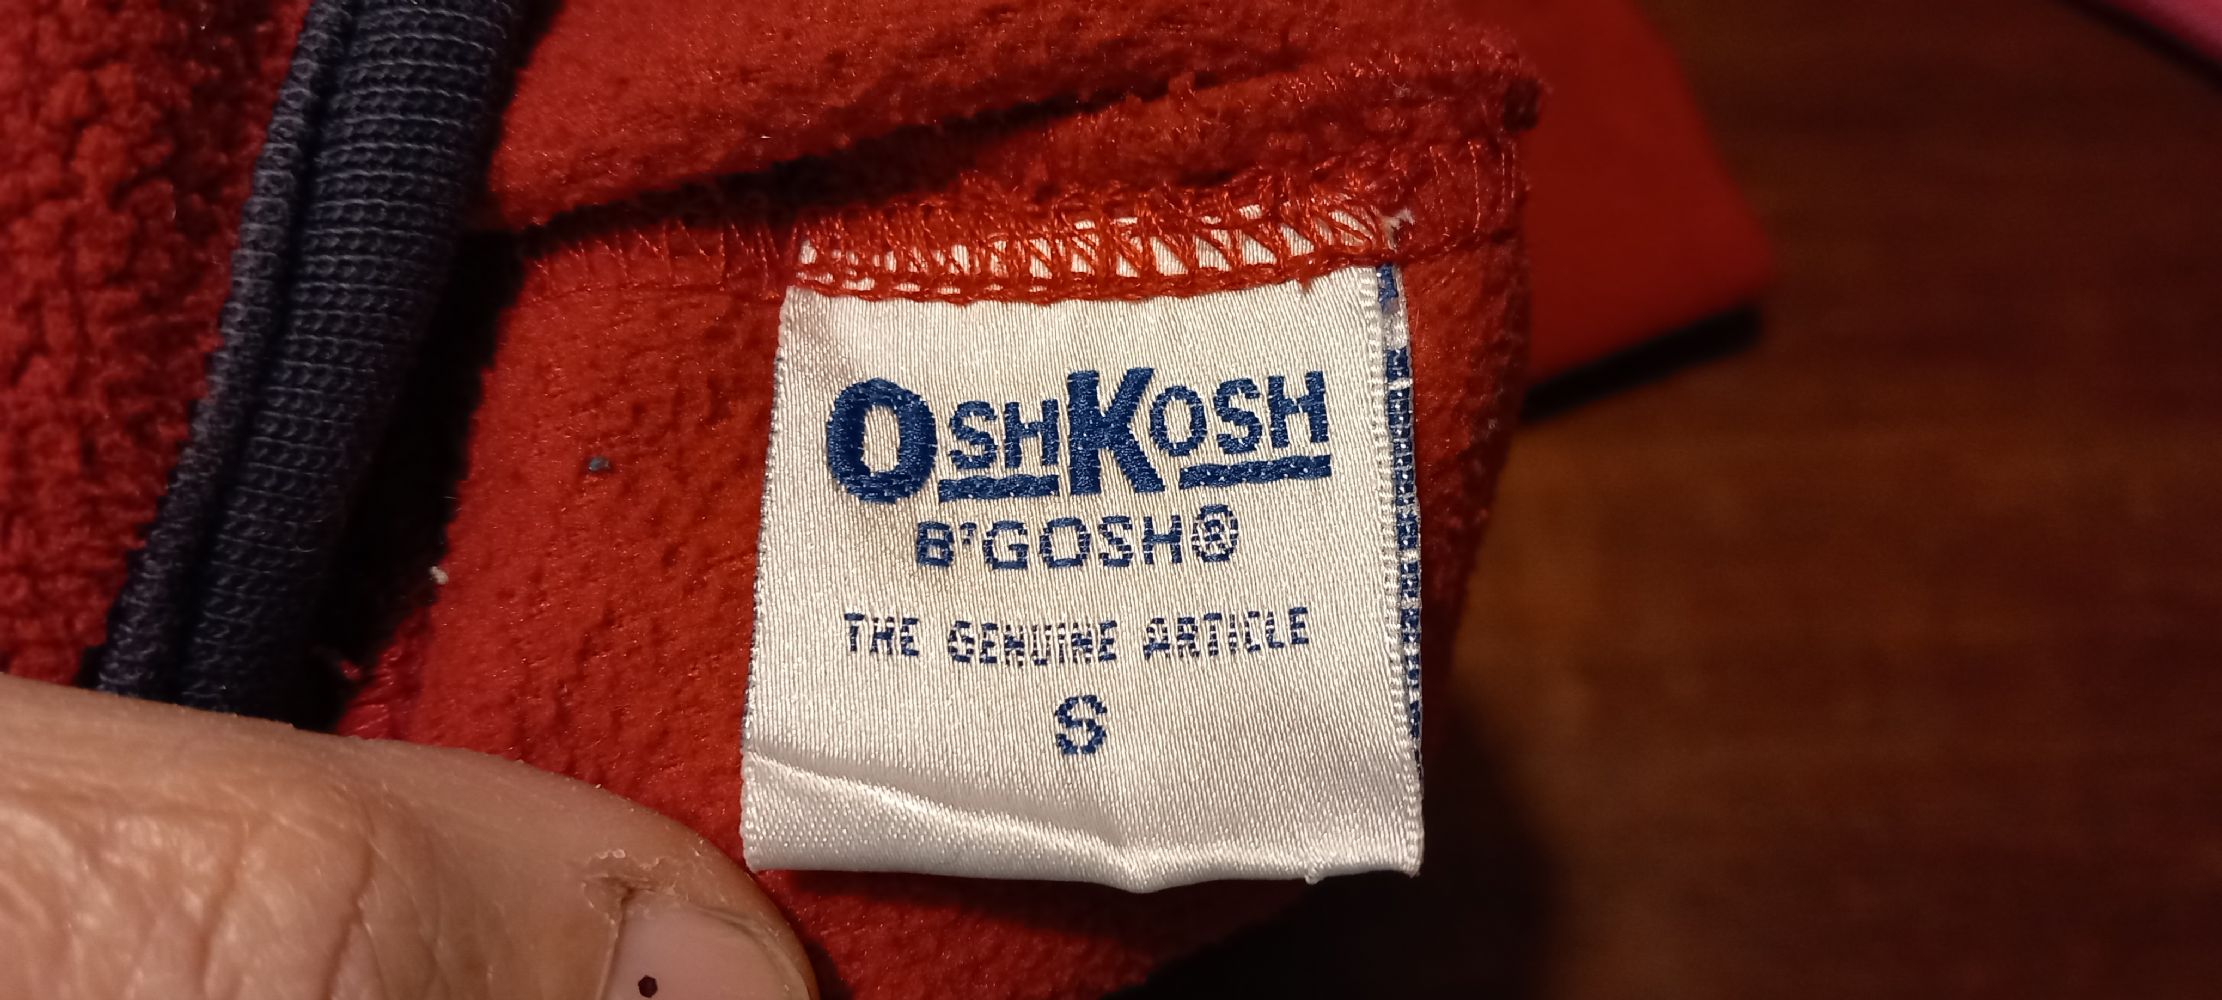 OSHKOSH
B'GOSH®
THE GENUINE ARTICLE
S